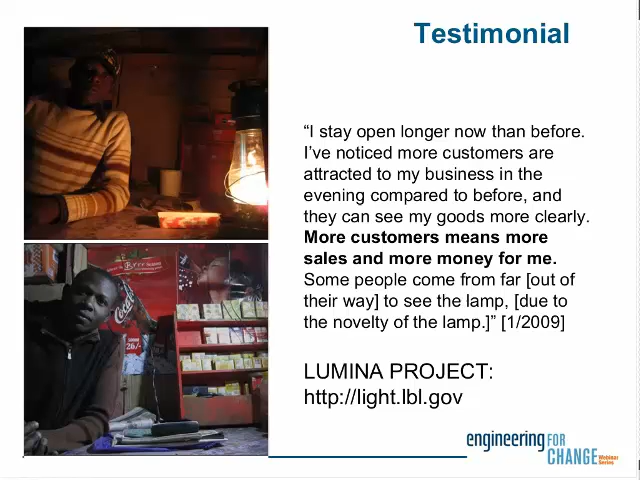 Testimonial
“I stay open longer now than before.
I’ve noticed more customers are
attracted to my business in the
evening compared to before, and
they can see my goods more clearly.
More customers means more
sales and more money for me.
Some people come from far [out of
their way] to see the lamp, [due to
the novelty of the lamp.]” [1/2009]
LUMINA PROJECT:
http://light.lbl.gov
Coca
26/-
engineering FOR
CHANGE Webinar
Series